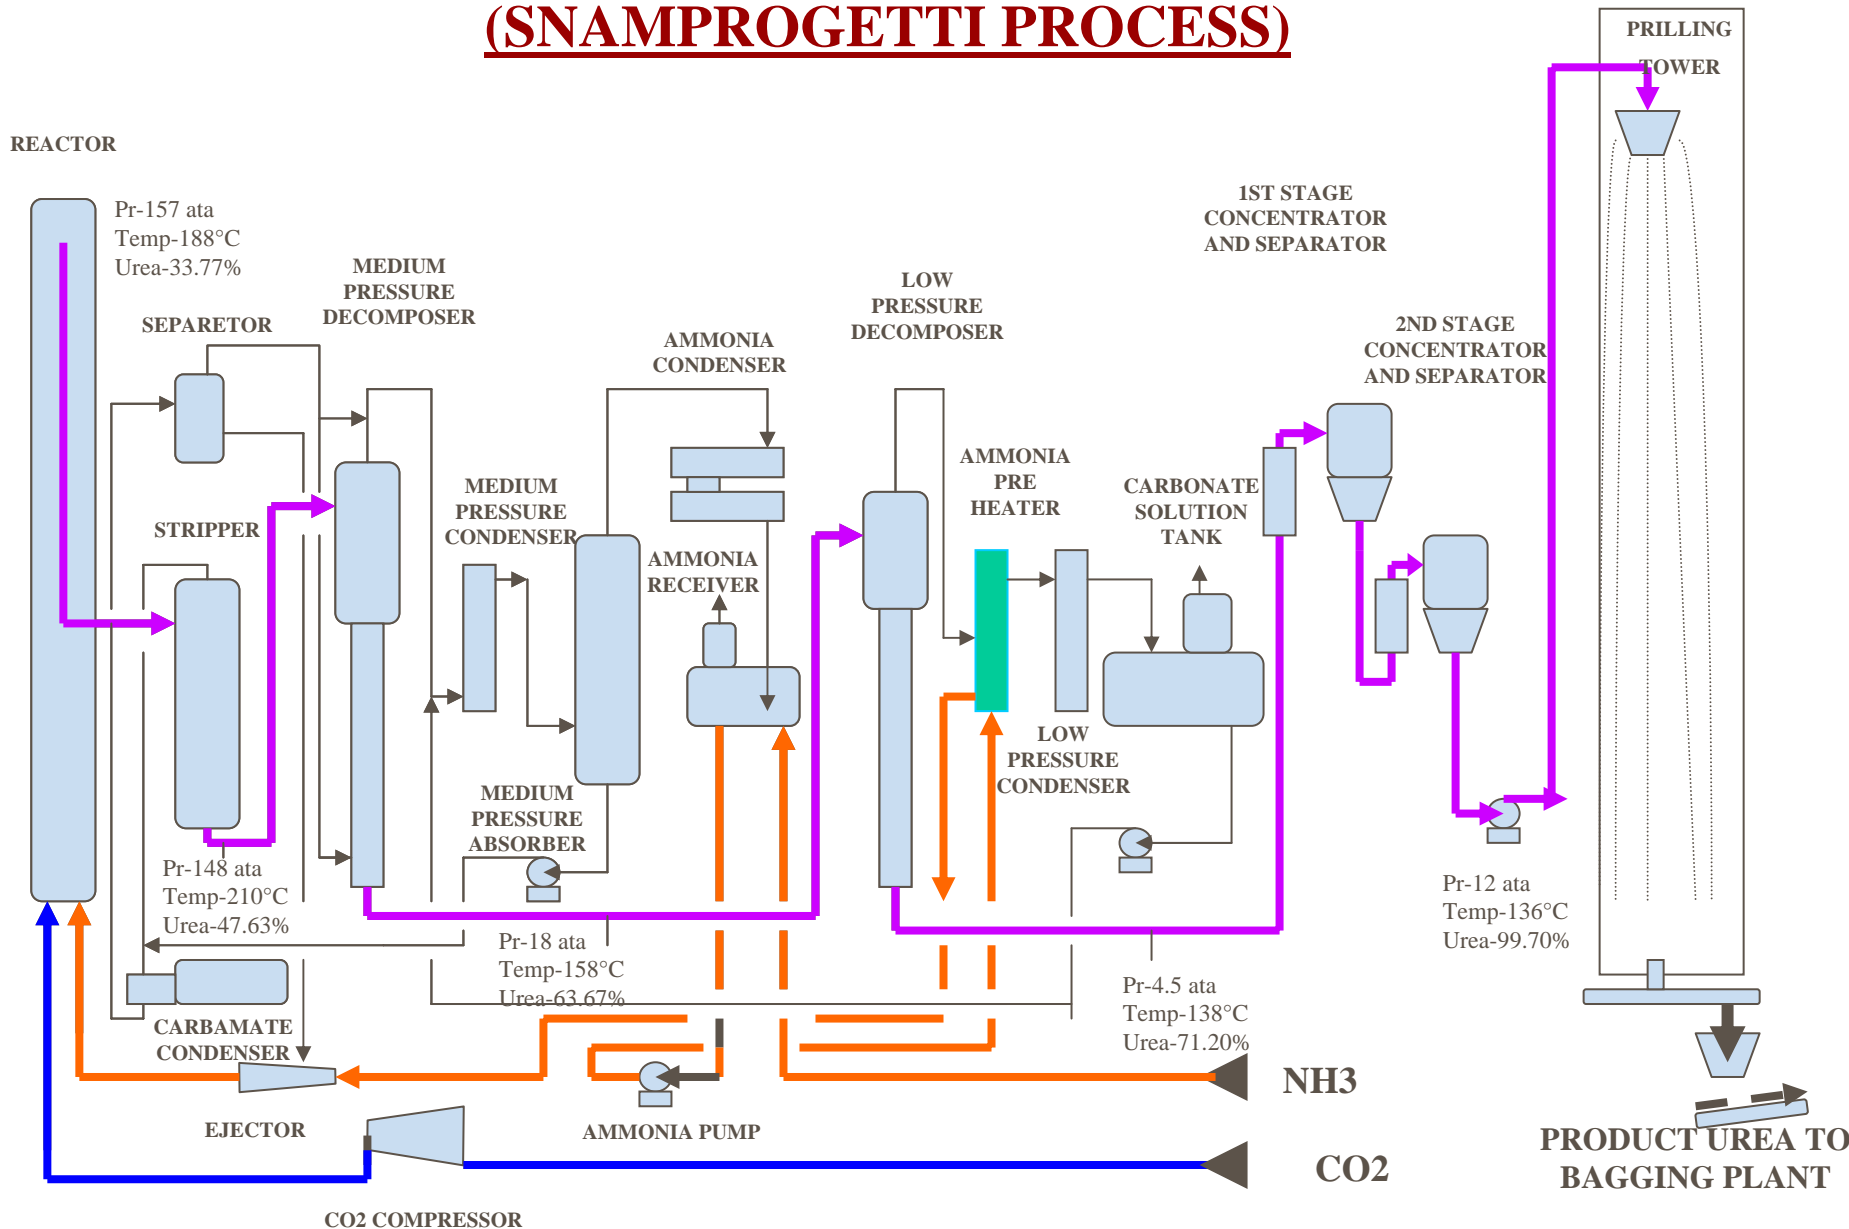 (SNAMPROGETTI PROCESS)
PRILLING
TOWER
REACTOR
Pr-157 ata
Temp-188°C
Urea-33.77%
1ST STAGE
CONCENTRATOR
AND SEPARATOR
MEDIUM
PRESSURE
DECOMPOSER
LOW
PRESSURE
DECOMPOSER
SEPARETOR
AMMONIA
CONDENSER
2ND STAGE
CONCENTRATOR
AND SEPARATOR
AMMONIA
PRE
HEATER
MEDIUM
PRESSURE
CONDENSER
CARBONATE
SOLUTION
TANK
STRIPPER
AMMONIA
RECEIVER
LOW
PRESSURE
CONDENSER
MEDIUM
PRESSURE
ABSORBER
Pr-148 ata
Temp-210°C
Urea-47.63%
Pr-12 ata
Temp-136°C
Urea-99.70%
Pr-18 ata
Temp-158°C
Urea-63.67%
Pr-4.5 ata
Temp-138°C
Urea-71.20%
CARBAMATE
CONDENSER
NH3
EJECTOR
AMMONIA PUMP
PRODUCT UREA TO
BAGGING PLANT
CO2
CO2 COMPRESSOR